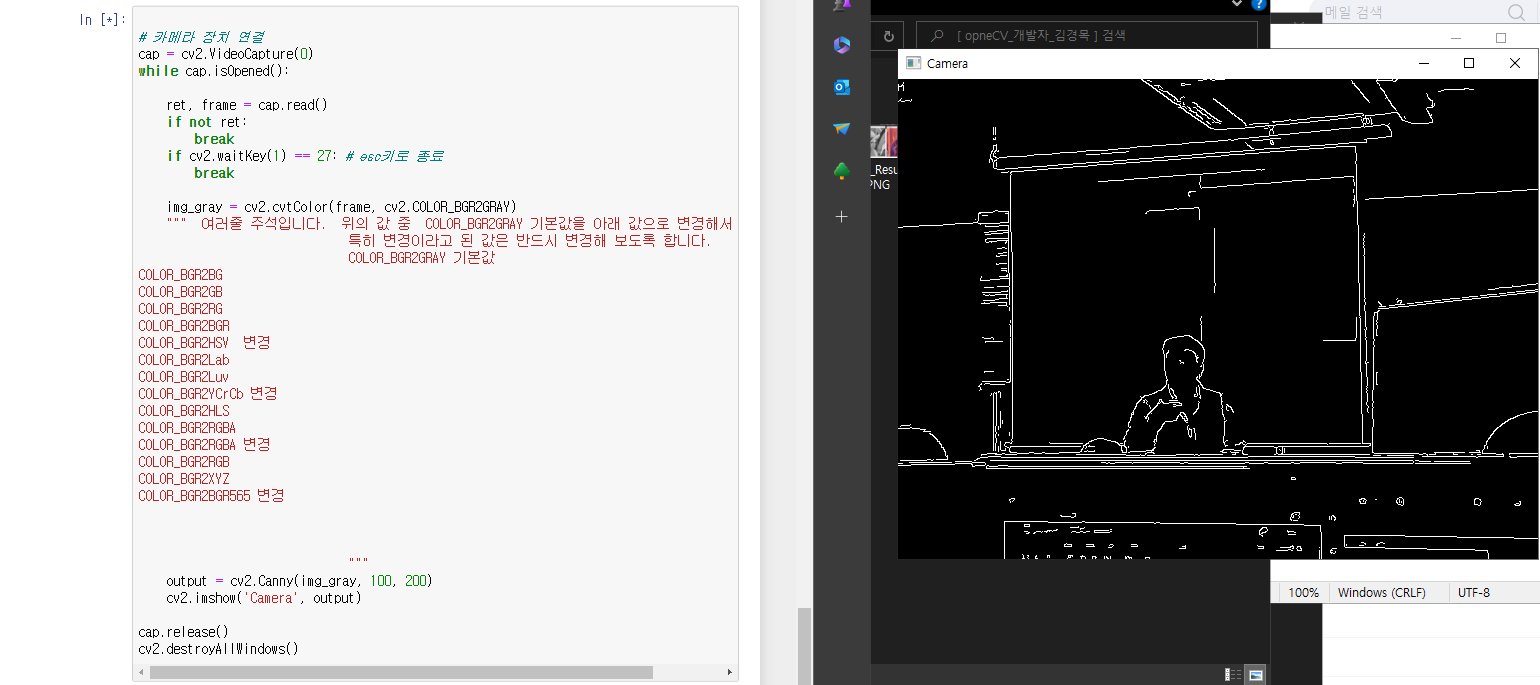 In [*]:
# 카메라 장치 연결
cap = cv2.VideoCapture(0)
while cap.isOpened():
ret, frame = cap.read()
if not ret:
break
if cv2.waitKey(1) == 27: # esc키로 종료
break
img_gray = cv2.cvtColor(frame, cv2.COLOR_BGR2GRAY)
""" 여러줄 주석입니다. 위의 값 중 COLOR_BGR2GRAY 기본값을 아래 값으로 변경해서
특히 변경이라고 된 값은 반드시 변경해 보도록 합니다.
COLOR_BGR2GRAY 기본값
COLOR_BGR2BG
COLOR_BGR2GB
COLOR_BGR2RG
COLOR_BGR2BGR
COLOR_BGR2HSV 변경
COLOR_BGR2Lab
COLOR_BGR2Luv
COLOR_BGR2YCrCb 변경
COLOR_BGR2HLS
COLOR_BGR2RGBA
COLOR_BGR2RGBA 변경
COLOR_BGR2RGB
COLOR_BGR2XYZ
COLOR_BGR2BGR565 변경
"""
output = cv2.Canny(img_gray, 100, 200)
cv2.imshow('Camera', output)
cap.release()
cv2.destroyAllWindows()
메일 검색
[ opneCV_개발자_김경목 ] 검색
Camera
_Resu
PNG
100% Windows (CRLF) UTF-8